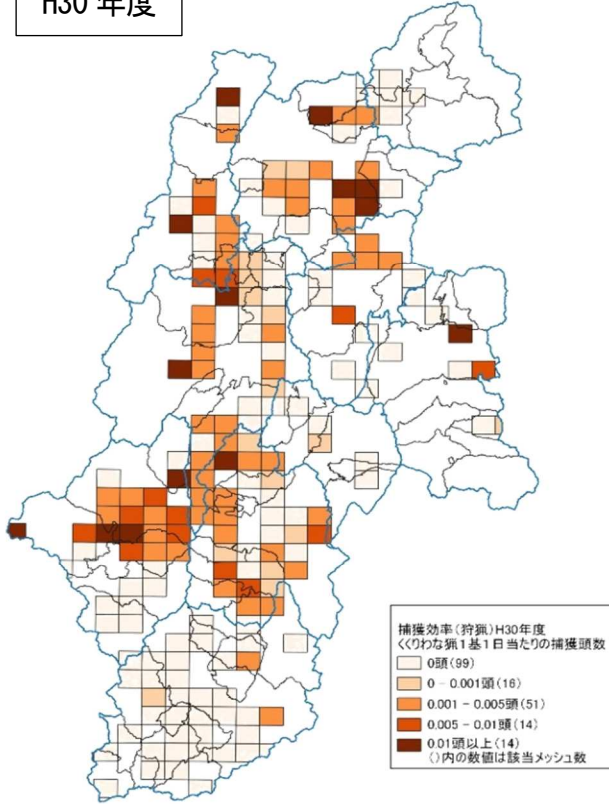 H30年度
捕獲効率(狩猟)H30年度
くくりわな猟1基1日当たりの捕獲頭数
0頭(99)
0 - 0.001頭(16)
0.001 - 0.005頭(51)
0.005 - 0.01頭(14)
0.01頭以上(14)
()内の数値は該当メッシュ数